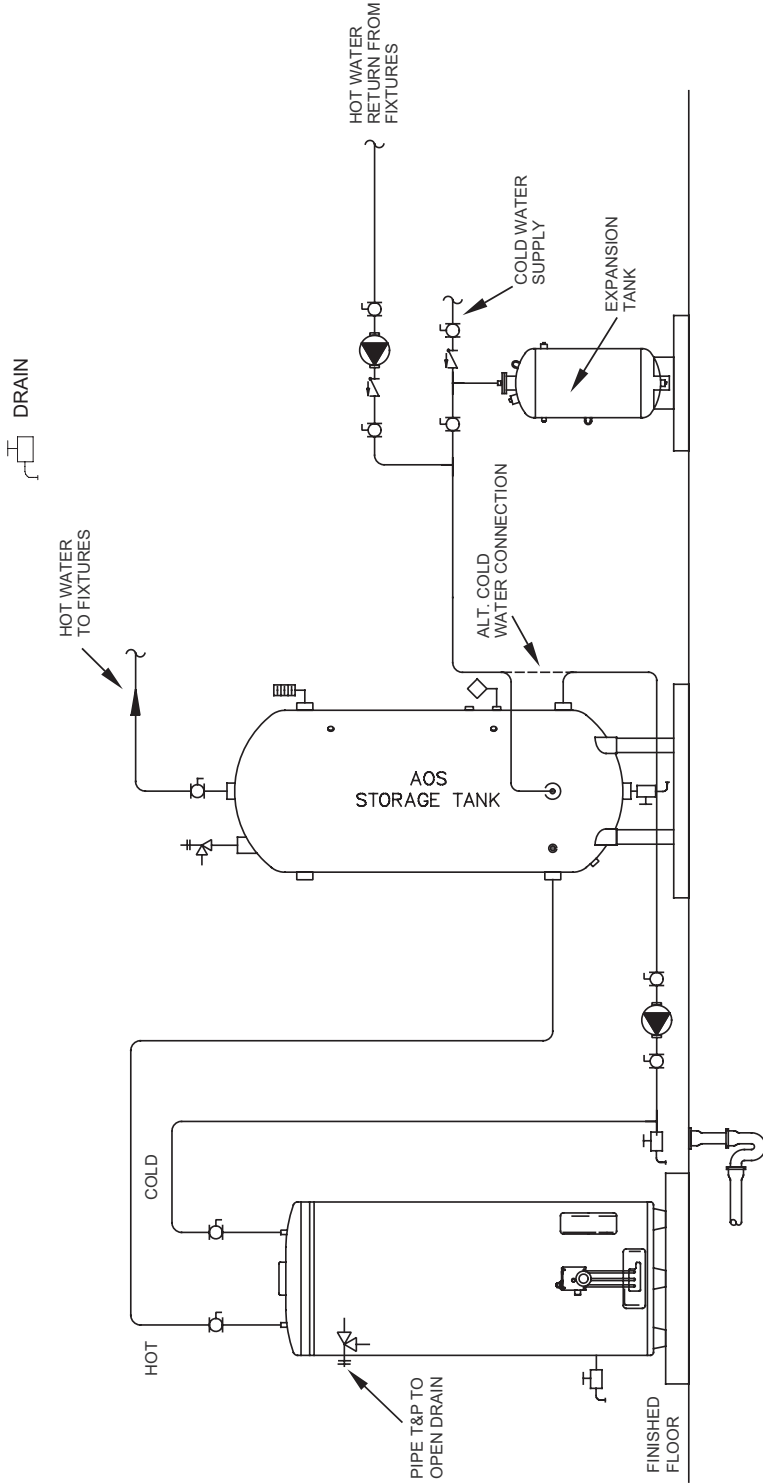 DRAIN
HOT WATER
RETURN FROM
FIXTURES
HOT WATER
TO FIXTURES
COLD WATER
SUPPLY
EXPANSION
TANK
ALT. COLD
WATER CONNECTION
AOS
STORAGE TANK
COLD
HOT
PIPE T&P TO
OPEN DRAIN
FINISHED
FLOOR